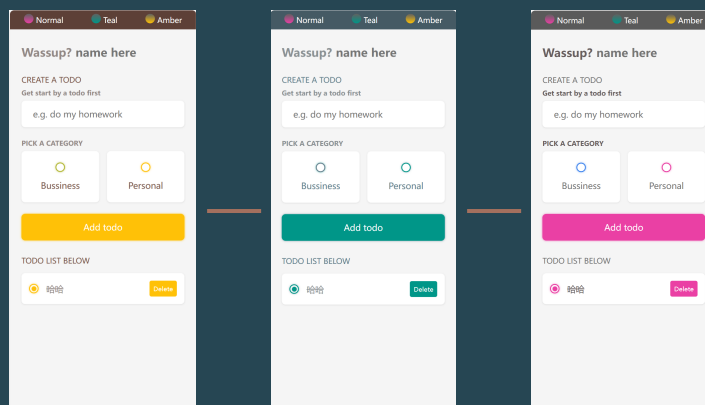 Normal Teal Amber
Wassup? name here
CREATE A TODO
Get start by a todo first
e.g. do my homework
PICK A CATEGORY
Bussiness Personal
Add todo
TODO LIST BELOW
哈哈 Delete
Normal Teal Amber
Wassup? name here
CREATE A TODO
Get start by a todo first
e.g. do my homework
PICK A CATEGORY
Bussiness Personal
Add todo
TODO LIST BELOW
哈哈 Delete
Normal Teal Amber
Wassup? name here
CREATE A TODO
Get start by a todo first
e.g. do my homework
PICK A CATEGORY
Bussiness Personal
Add todo
TODO LIST BELOW
哈哈 Delete